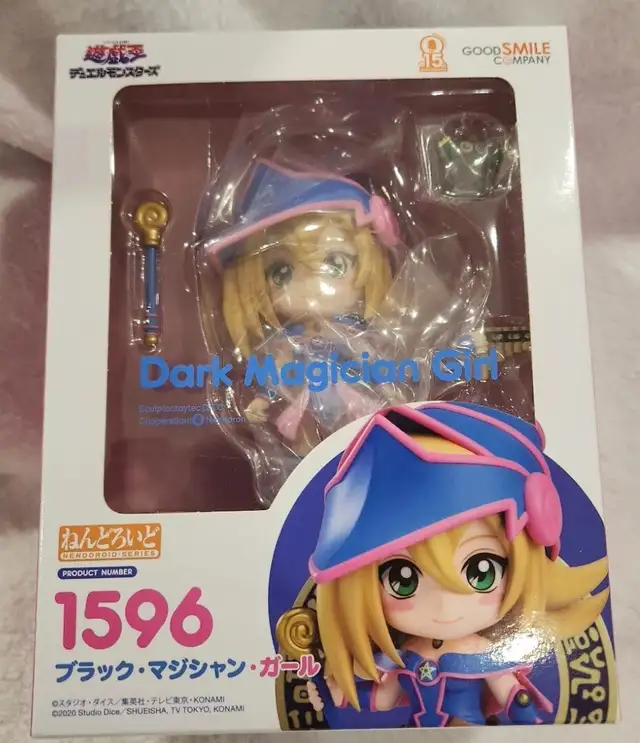 遊戯王
デュエルモンスターズ
15
GOOD SMILE
COMPANY
Dark Magician Girl
ねんどろいど
NENDOROID·SERIES
PRODUCT NUMBER
1596
ブラック・マジシャン・ガール
©スタジオ・ダイス／集英社・テレビ東京・KONAMI
©2020 Studio Dice/SHUEISHA, TV TOKYO, KONAMI